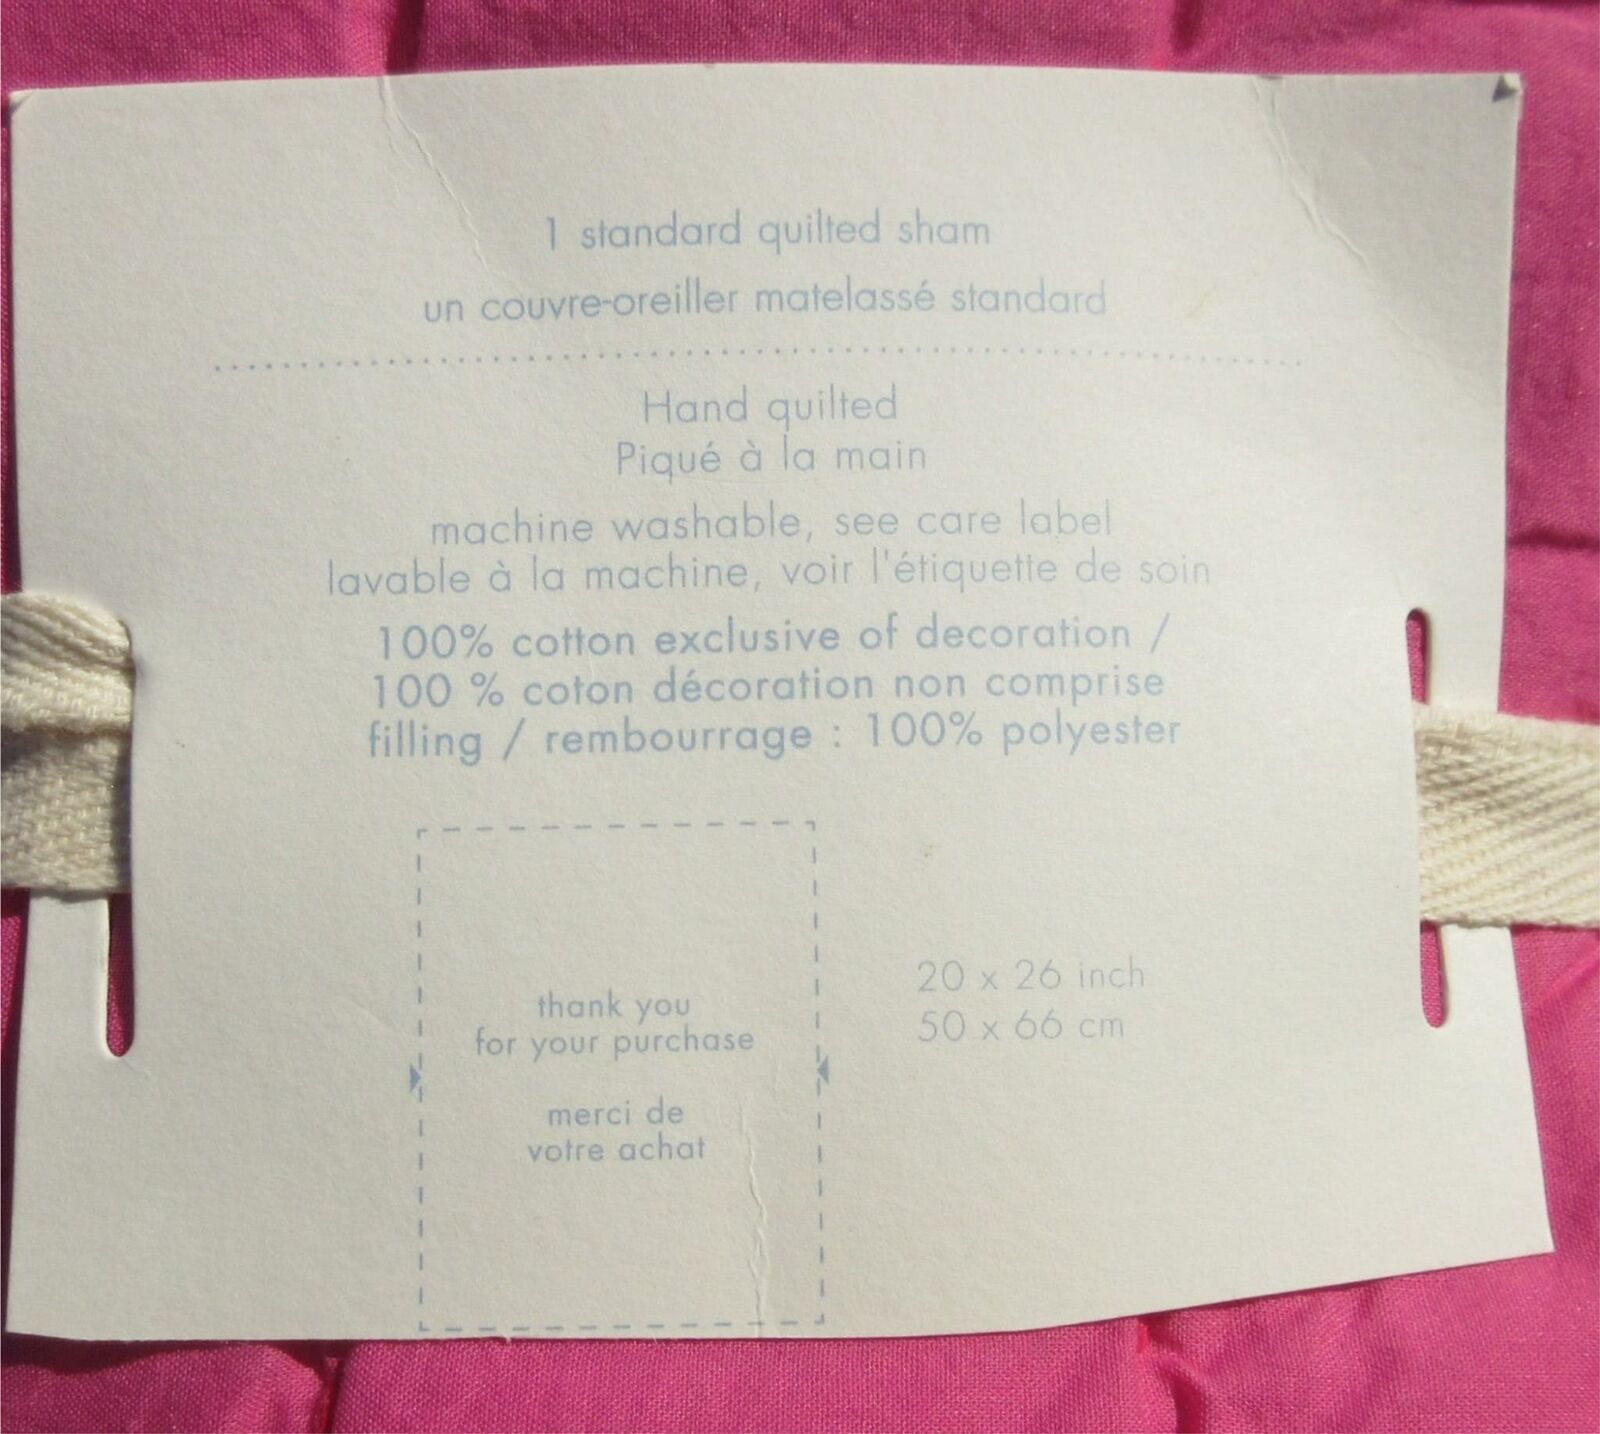 1 standard quilted sham
un couvre-oreiller matelassé standard
Hand quilted
Piqué à la main
machine washable, see care label
lavable à la machine, voir l'étiquette de soin
100% cotton exclusive of decoration /
100 % coton décoration non comprise
filling / rembourrage : 100% polyester
thank you
for your purchase
merci de
votre achat
20 x 26 inch
50 x 66 cm